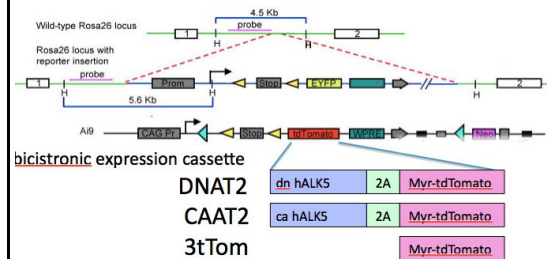 4.5 Kb
Wild-type Rosa26 locus
probe
1 H H 2
Rosa26 locus with
reporter insertion
probe
1 H Prom H Stop EYFP H 2
5.6 Kb
Ai9 CAG Pr Stop tdTomato WPRE Neo
bicistronic expression cassette
DNAT2 dn hALK5 2A Myr-tdTomato
CAAT2 ca hALK5 2A Myr-tdTomato
3tTom Myr-tdTomato